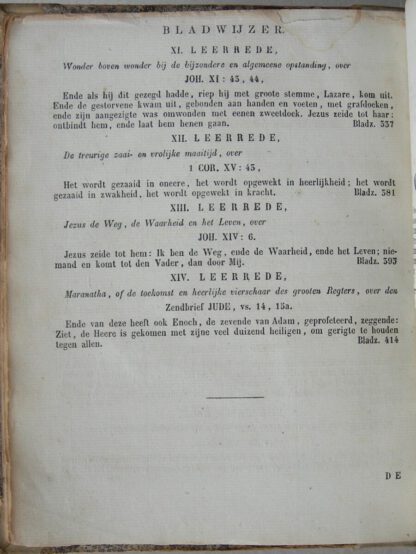 BLADWIJZER.
XI. LEERREDE,
Wonder boven wonder bij de bijzondere en algemeene opstanding, over
JOH. XI: 43, 44,
Ende als hij dit gezegd hadde, riep hij met groote stemme, Lazare, kom uit.
Ende de gestorvene kwam uit, gebonden aan handen en voeten, met grafdoeken,
ende zijn aangezigte was omwonden met eenen zweetdoek. Jezus zeide tot haar:
ontbindt hem, ende laat hem henen gaan. Bladz. 337
XII. LEERREDE,
De treurige zaai- en vrolijke maaitijd, over
1 COR. XV: 43,
Het wordt gezaaid in oneere, het wordt opgewekt in heerlijkheid; het wordt
gezaaid in zwakheid, het wordt opgewekt in kracht. Bladz. 381
XIII. LEERREDE,
Jezus de Weg, de Waarheid en het Leven, over
JOH. XIV: 6.
Jezus zeide tot hem: Ik ben de Weg, ende de Waarheid, ende het Leven; nie-
mand en komt tot den Vader, dan door Mij. Bladz. 393
XIV. LEERREDE,
Maranatha, of de toekomst en heerlijke vierschaar des grooten Regters, over den
Zendbrief JUDE, vs. 14, 15a.
Ende van deze heeft ook Enoch, de zevende van Adam, geprofeteerd, zeggende:
Ziet, de Heere is gekomen met zijne veel duizend heiligen, om gerigte te houden
tegen allen. Bladz. 414
DE